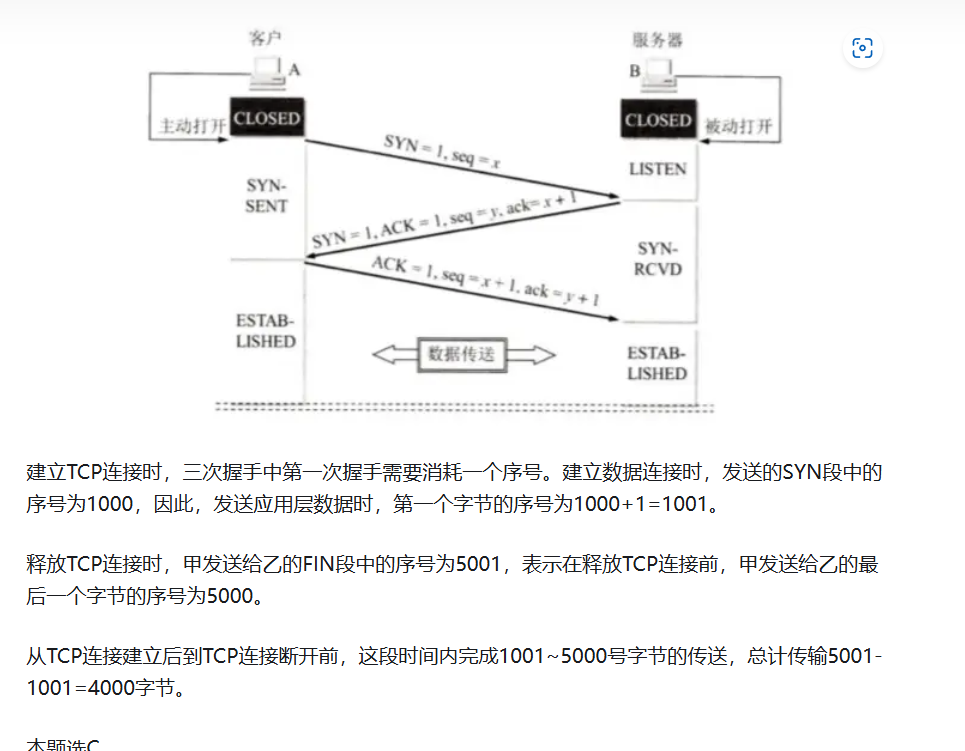 客户
服务器
A
B
CLOSED
CLOSED
主动打开
被动打开
SYN = 1, seq = x
LISTEN
SYN-
SENT
SYN = 1, ACK = 1, seq = y, ack= x + 1
SYN-
RCVD
ACK = 1, seq = x + 1, ack = y + 1
ESTAB-
LISHED
数据传送
ESTAB-
LISHED
建立TCP连接时，三次握手中第一次握手需要消耗一个序号。建立数据连接时，发送的SYN段中的
序号为1000，因此，发送应用层数据时，第一个字节的序号为1000+1=1001。
释放TCP连接时，甲发送给乙的FIN段中的序号为5001，表示在释放TCP连接前，甲发送给乙的最
后一个字节的序号为5000。
从TCP连接建立后到TCP连接断开前，这段时间内完成1001~5000号字节的传送，总计传输5001-
1001=4000字节。
本题选C